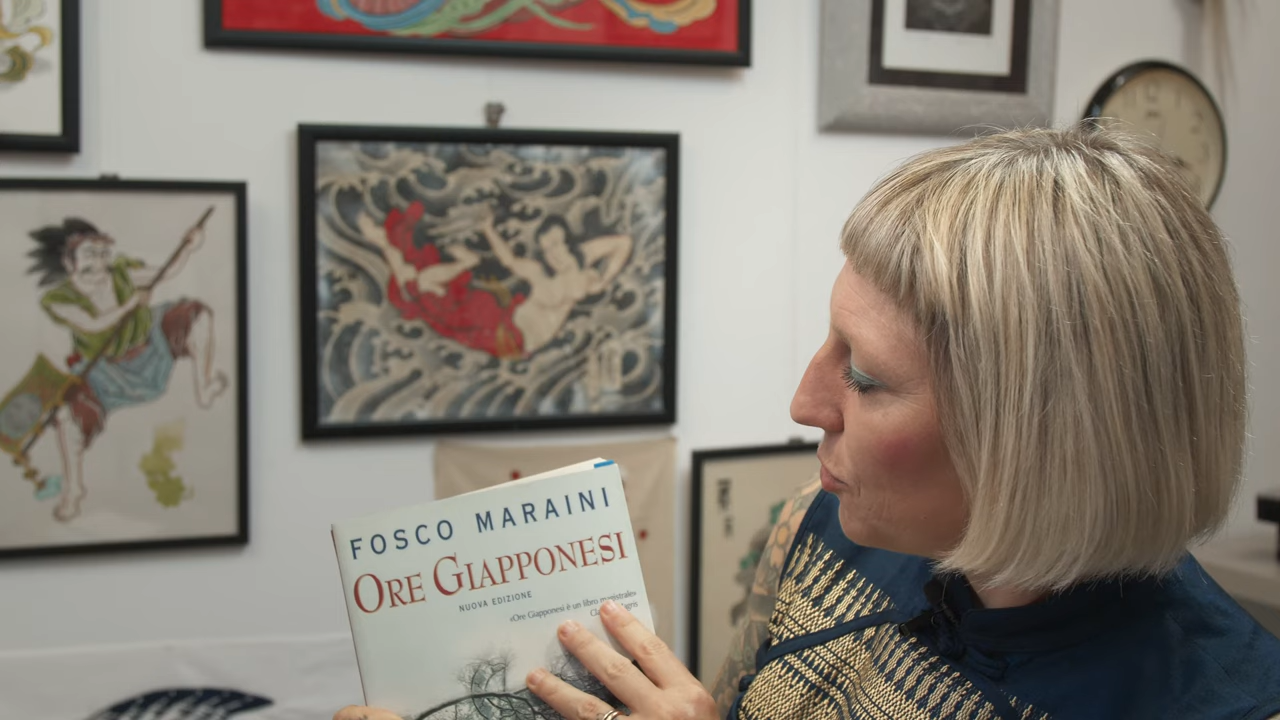 FOSCO MARAINI
ORE GIAPPONESI
NUOVA EDIZIONE
«Ore Giapponesi è un libro magistrale»